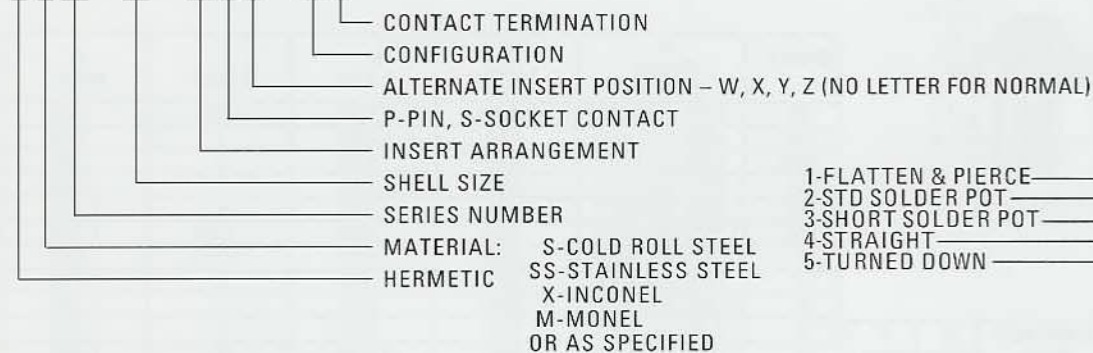 CONTACT TERMINATION
CONFIGURATION
ALTERNATE INSERT POSITION – W, X, Y, Z (NO LETTER FOR NORMAL)
P-PIN, S-SOCKET CONTACT
INSERT ARRANGEMENT
SHELL SIZE
SERIES NUMBER
MATERIAL: S-COLD ROLL STEEL
HERMETIC SS-STAINLESS STEEL
X-INCONEL
M-MONEL
OR AS SPECIFIED
1-FLATTEN & PIERCE
2-STD SOLDER POT
3-SHORT SOLDER POT
4-STRAIGHT
5-TURNED DOWN